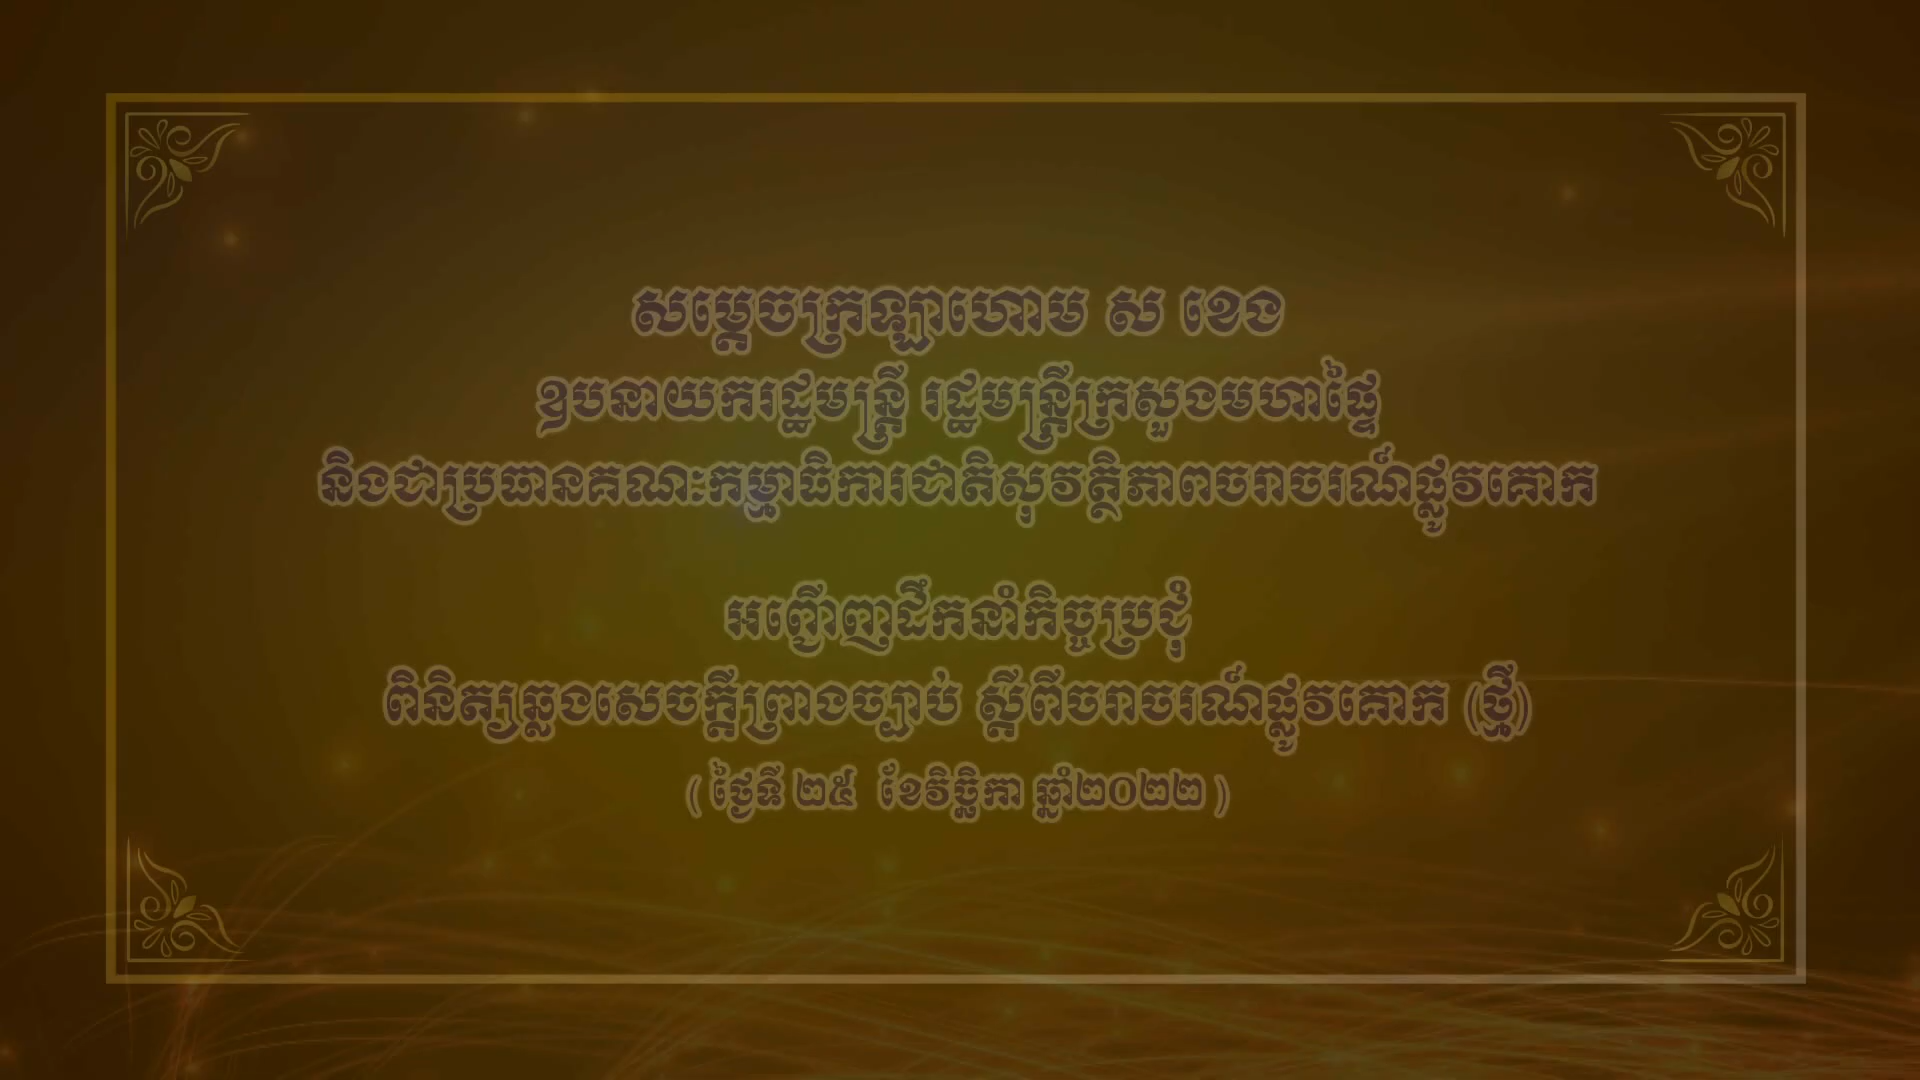 សម្តេចក្រឡាហោម ស ខេង
ឧបនាយករដ្ឋមន្ត្រី រដ្ឋមន្ត្រីក្រសួងមហាផ្ទៃ
និងជាប្រធានគណៈកម្មាធិការជាតិសុវត្ថិភាពចរាចរណ៍ផ្លូវគោក
អញ្ជើញដឹកនាំកិច្ចប្រជុំ
ពិនិត្យឆ្លងសេចក្តីព្រាងច្បាប់ ស្តីពីចរាចរណ៍ផ្លូវគោក (ថ្មី)
( ថ្ងៃទី ២៥ ខែវិច្ឆិកា ឆ្នាំ២០២២ )